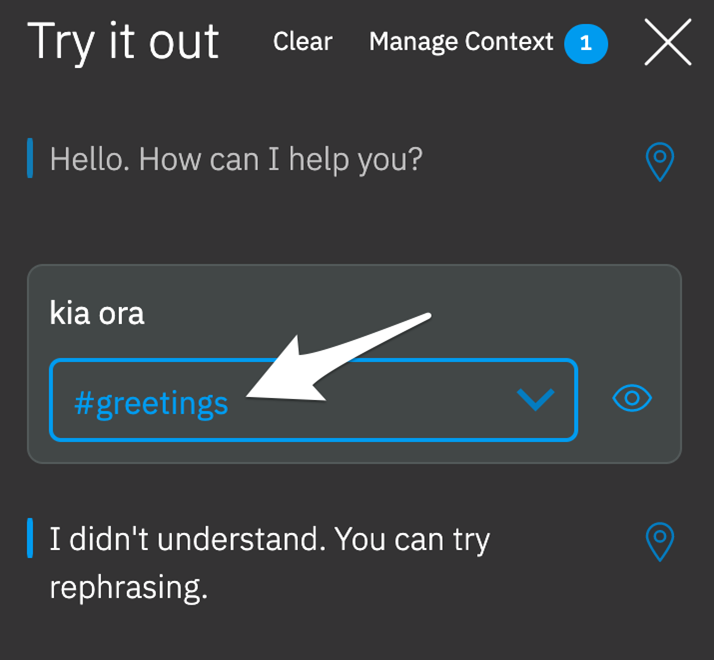 Try it out Clear Manage Context 1
Hello. How can I help you?
kia ora
#greetings
I didn't understand. You can try
rephrasing.